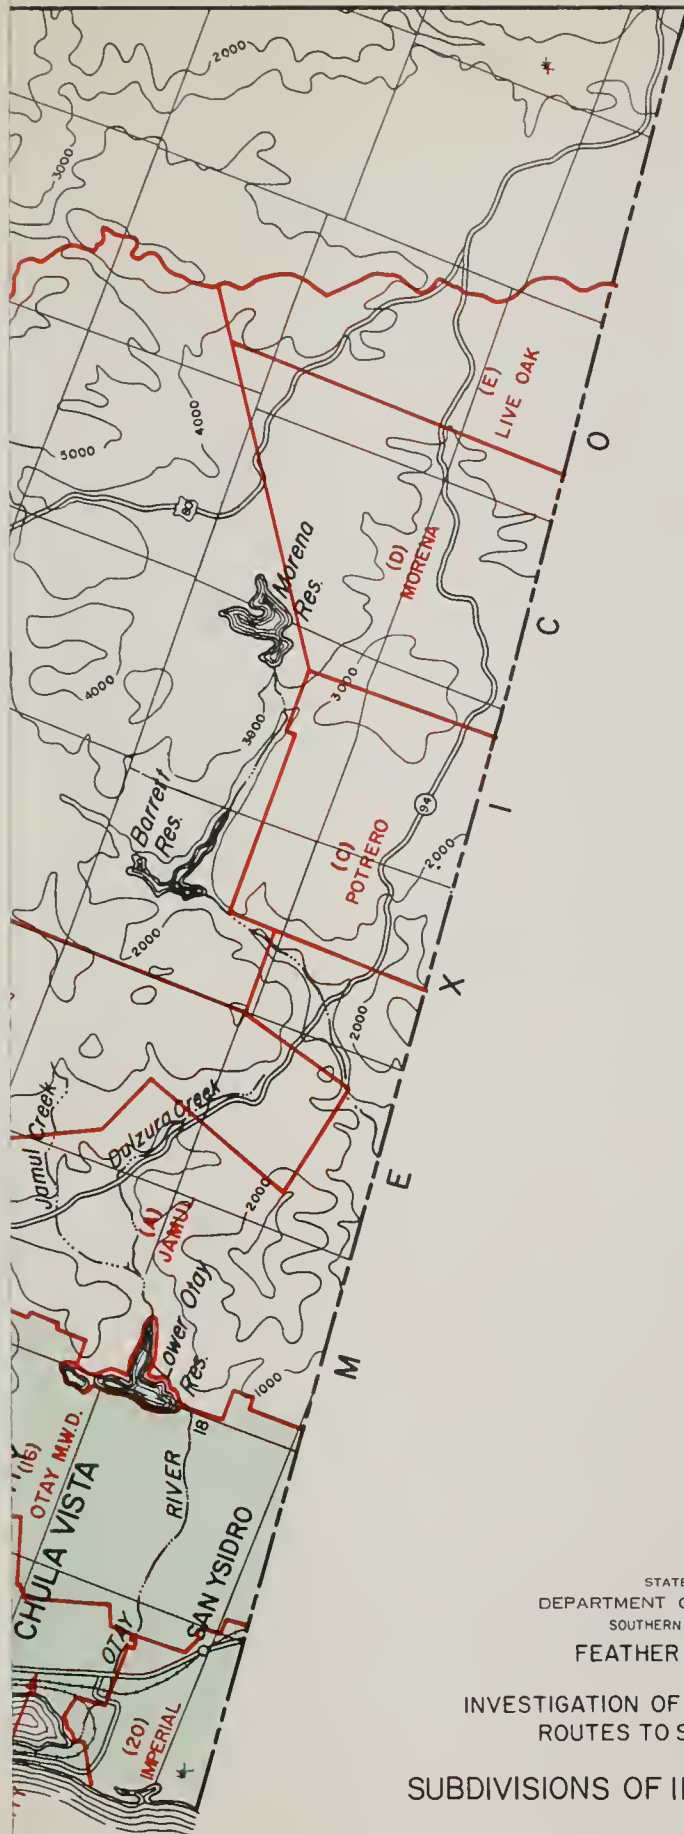 2000
3000
(E)
LIVE OAK
4000
5000
80
O
Morena
Res.
(D)
MORENA
C
4000
3000
3000
Barrett
Res.
94
I
(C)
POTRERO
2000
2000
X
2000
Jamul Creek
Dulzura Creek
E
2000
(A)
JAMUL
Lower Otay
Res.
1000
M
18
(16)
OTAY M.W.D.
CHULA VISTA
RIVER
OTAY
SAN YSIDRO
(20)
IMPERIAL
STATE
DEPARTMENT
SOUTHERN
FEATHER
INVESTIGATION OF
ROUTES TO
SUBDIVISIONS OF